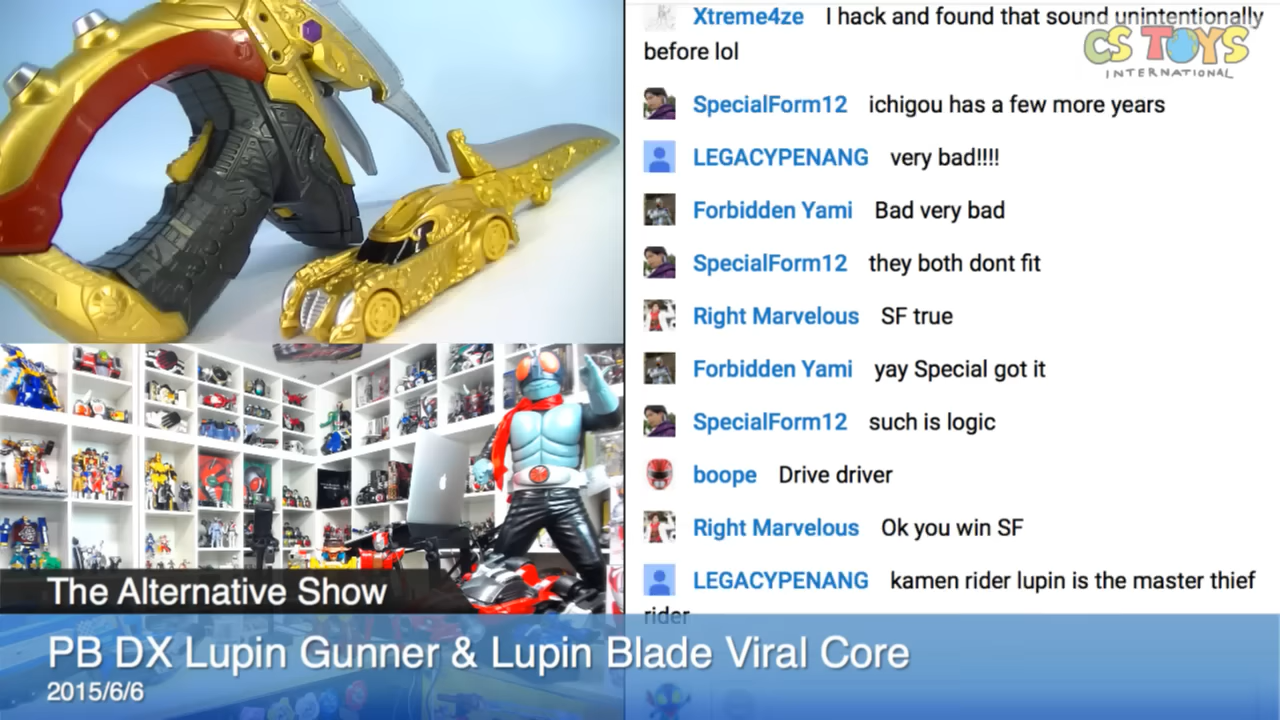 Xtreme4ze I hack and found that sound unintentionally
before lol
CS TOYS
INTERNATIONAL
SpecialForm12 ichigou has a few more years
LEGACYPENANG very bad!!!!
Forbidden Yami Bad very bad
SpecialForm12 they both dont fit
Right Marvelous SF true
Forbidden Yami yay Special got it
SpecialForm12 such is logic
boope Drive driver
Right Marvelous Ok you win SF
LEGACYPENANG kamen rider lupin is the master thief
rider
The Alternative Show
PB DX Lupin Gunner & Lupin Blade Viral Core
2015/6/6